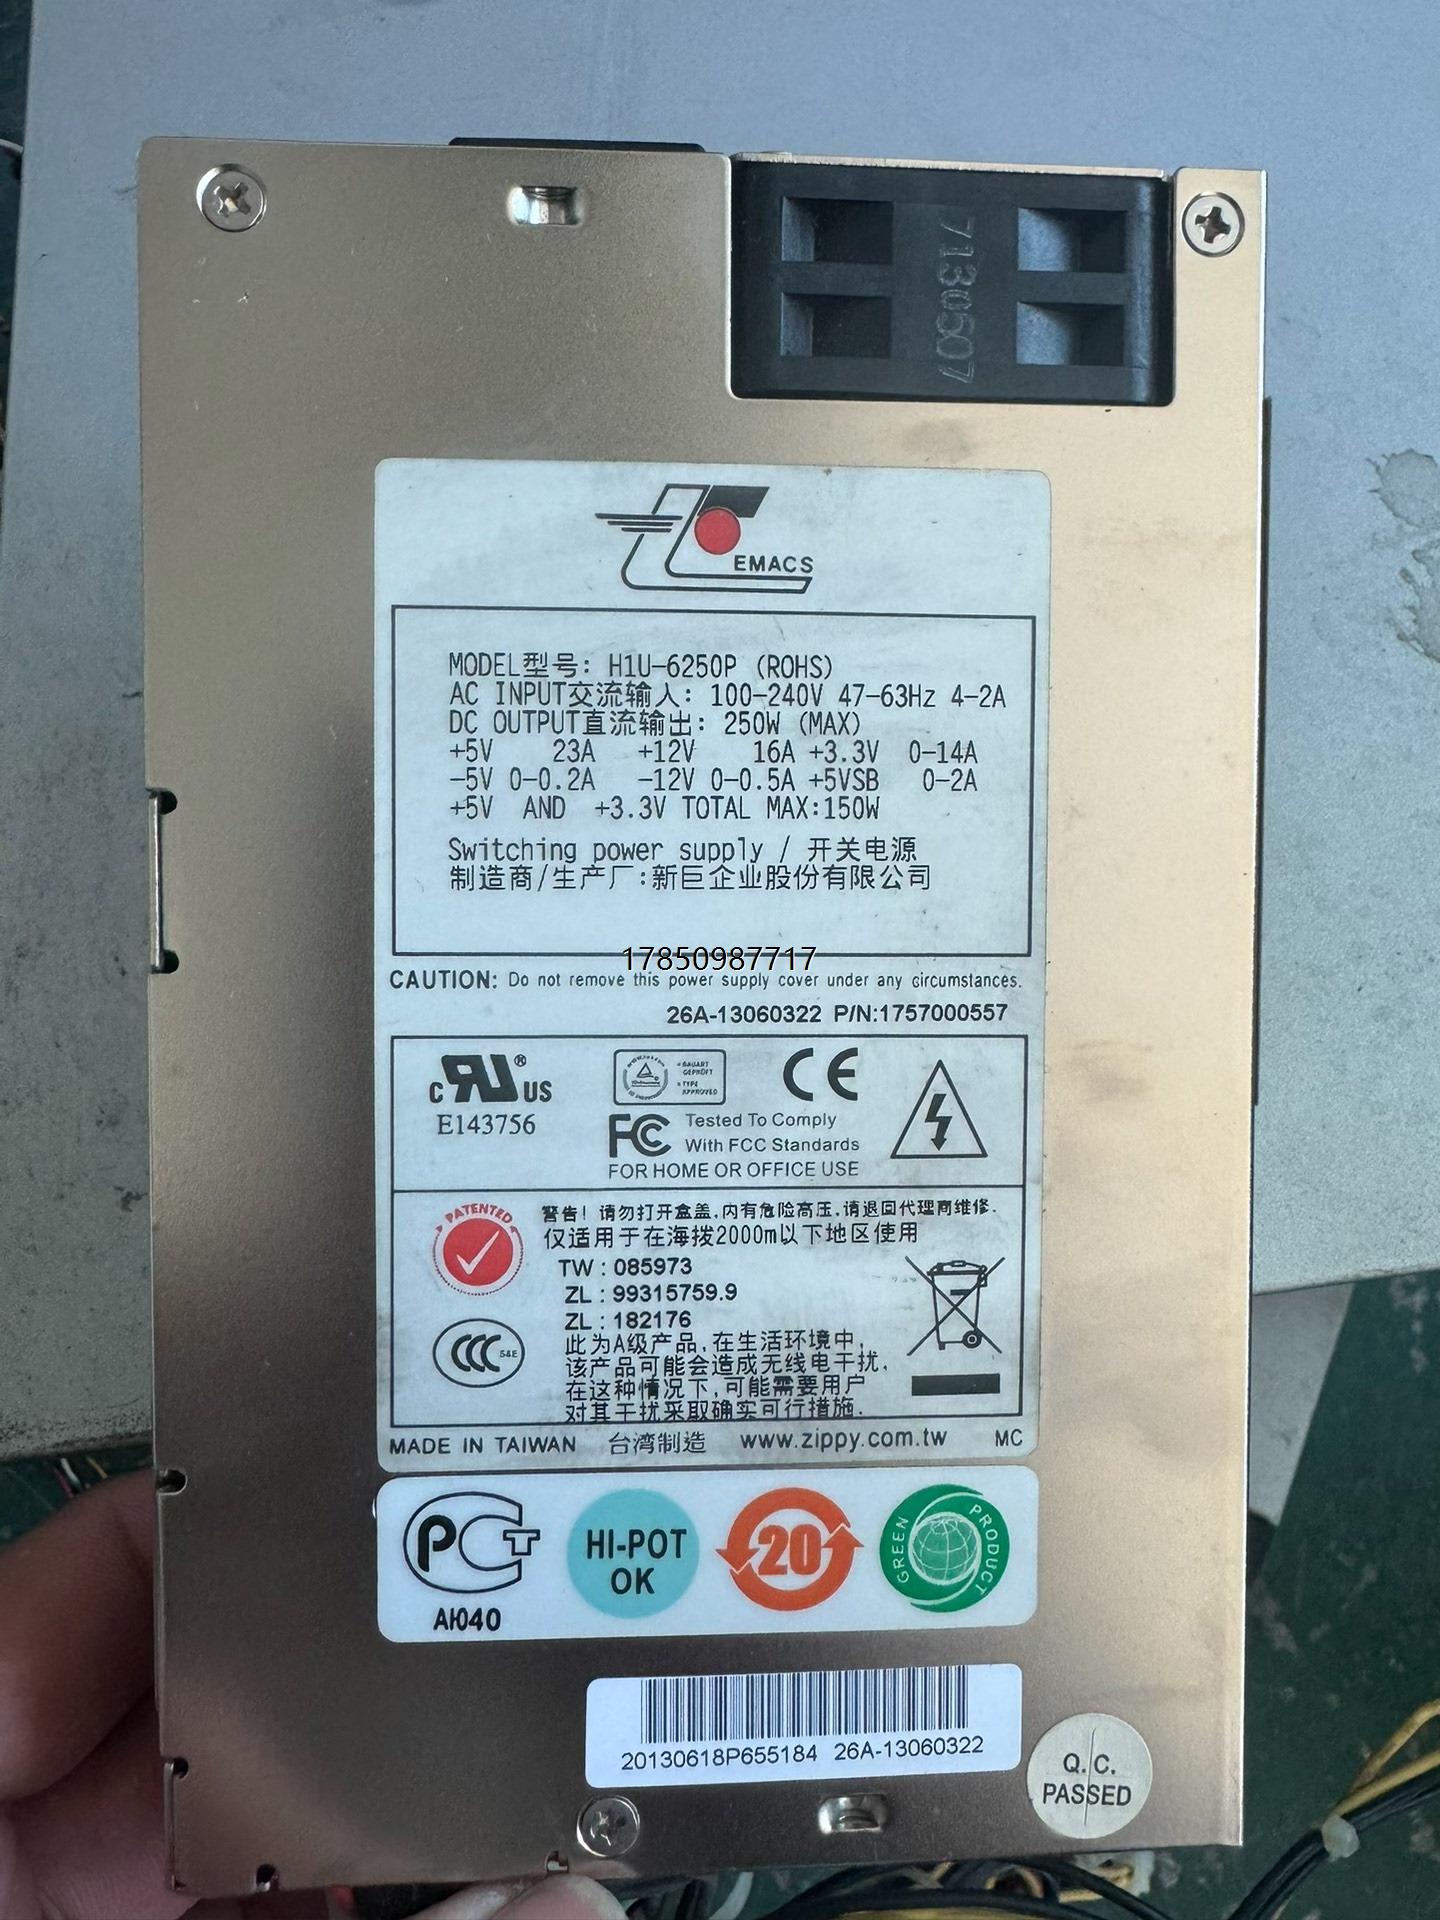 7130507
EMACS
MODEL型号: H1U-6250P (ROHS)
AC INPUT交流输入: 100-240V 47-63Hz 4-2A
DC OUTPUT直流输出: 250W (MAX)
+5V 23A +12V 16A +3.3V 0-14A
-5V 0-0.2A -12V 0-0.5A +5VSB 0-2A
+5V AND +3.3V TOTAL MAX:150W
Switching power supply / 开关电源
制造商/生产厂:新巨企业股份有限公司
17850987717
CAUTION: Do not remove this power supply cover under any circumstances.
26A-13060322 P/N:1757000557
C RU ® US
E143756
BAUART GEPRÜFT
TYPE APPROVED
CE
FC Tested To Comply
With FCC Standards
FOR HOME OR OFFICE USE
PATENTED
警告! 请勿打开盒盖,内有危险高压,请退回代理商维修.
仅适用于在海拨2000m以下地区使用
TW : 085973
ZL : 99315759.9
ZL : 182176
CCC S&E
此为A级产品,在生活环境中,
该产品可能会造成无线电干扰.
在这种情况下,可能需要用户
对其干扰采取确实可行措施.
MADE IN TAIWAN 台湾制造 www.zippy.com.tw MC
PCT
АЮ40
HI-POT
OK
20
GREEN PRODUCT
20130618P655184 26A-13060322
Q.C.
PASSED